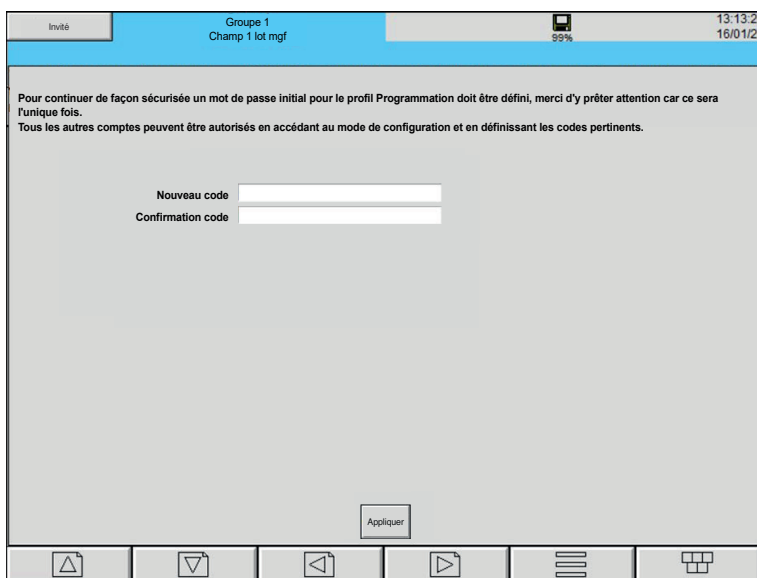 Invité
Groupe 1
Champ 1 lot mgf
99%
13:13:2
16/01/2
Pour continuer de façon sécurisée un mot de passe initial pour le profil Programmation doit être défini, merci d'y prêter attention car ce sera
l'unique fois.
Tous les autres comptes peuvent être autorisés en accédant au mode de configuration et en définissant les codes pertinents.
Nouveau code
Confirmation code
Appliquer